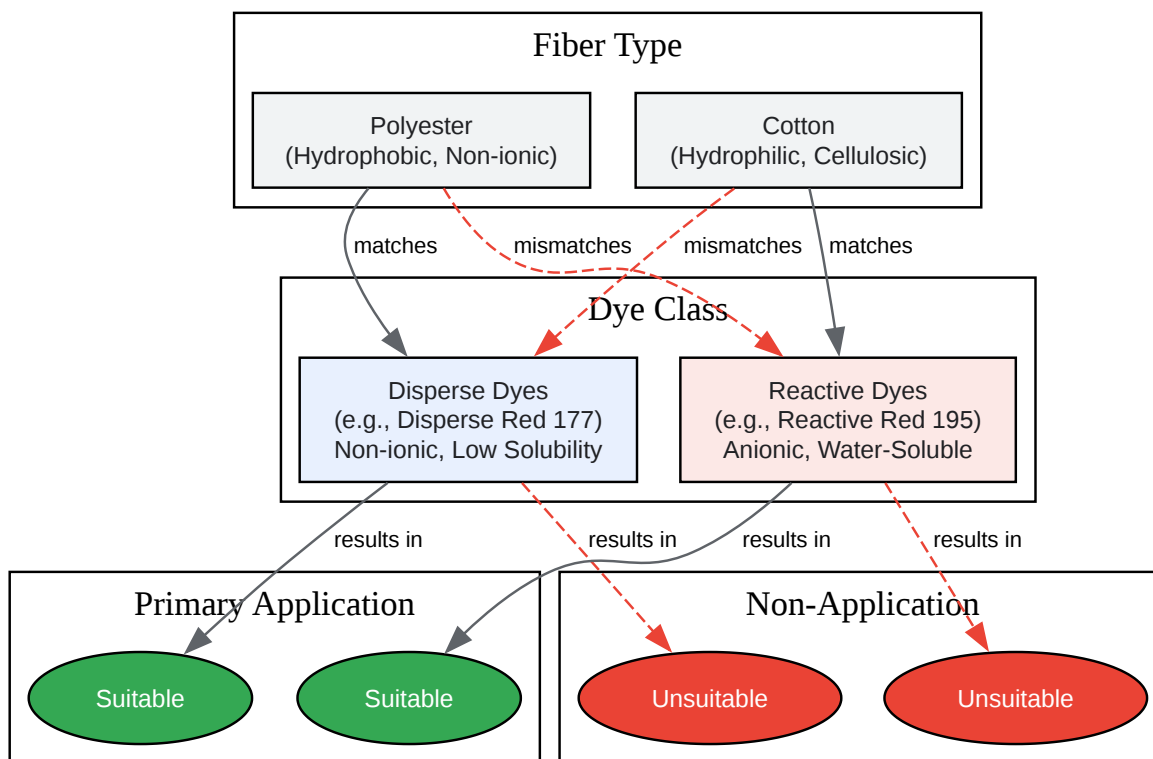 Fiber Type
Polyester
(Hydrophobic, Non-ionic)
Cotton
(Hydrophilic, Cellulosic)
matches
mismatches
mismatches
matches
Dye Class
Disperse Dyes
(e.g., Disperse Red 177)
Non-ionic, Low Solubility
Reactive Dyes
(e.g., Reactive Red 195)
Anionic, Water-Soluble
results in
results in
results in
results in
Primary Application
Non-Application
Suitable
Suitable
Unsuitable
Unsuitable